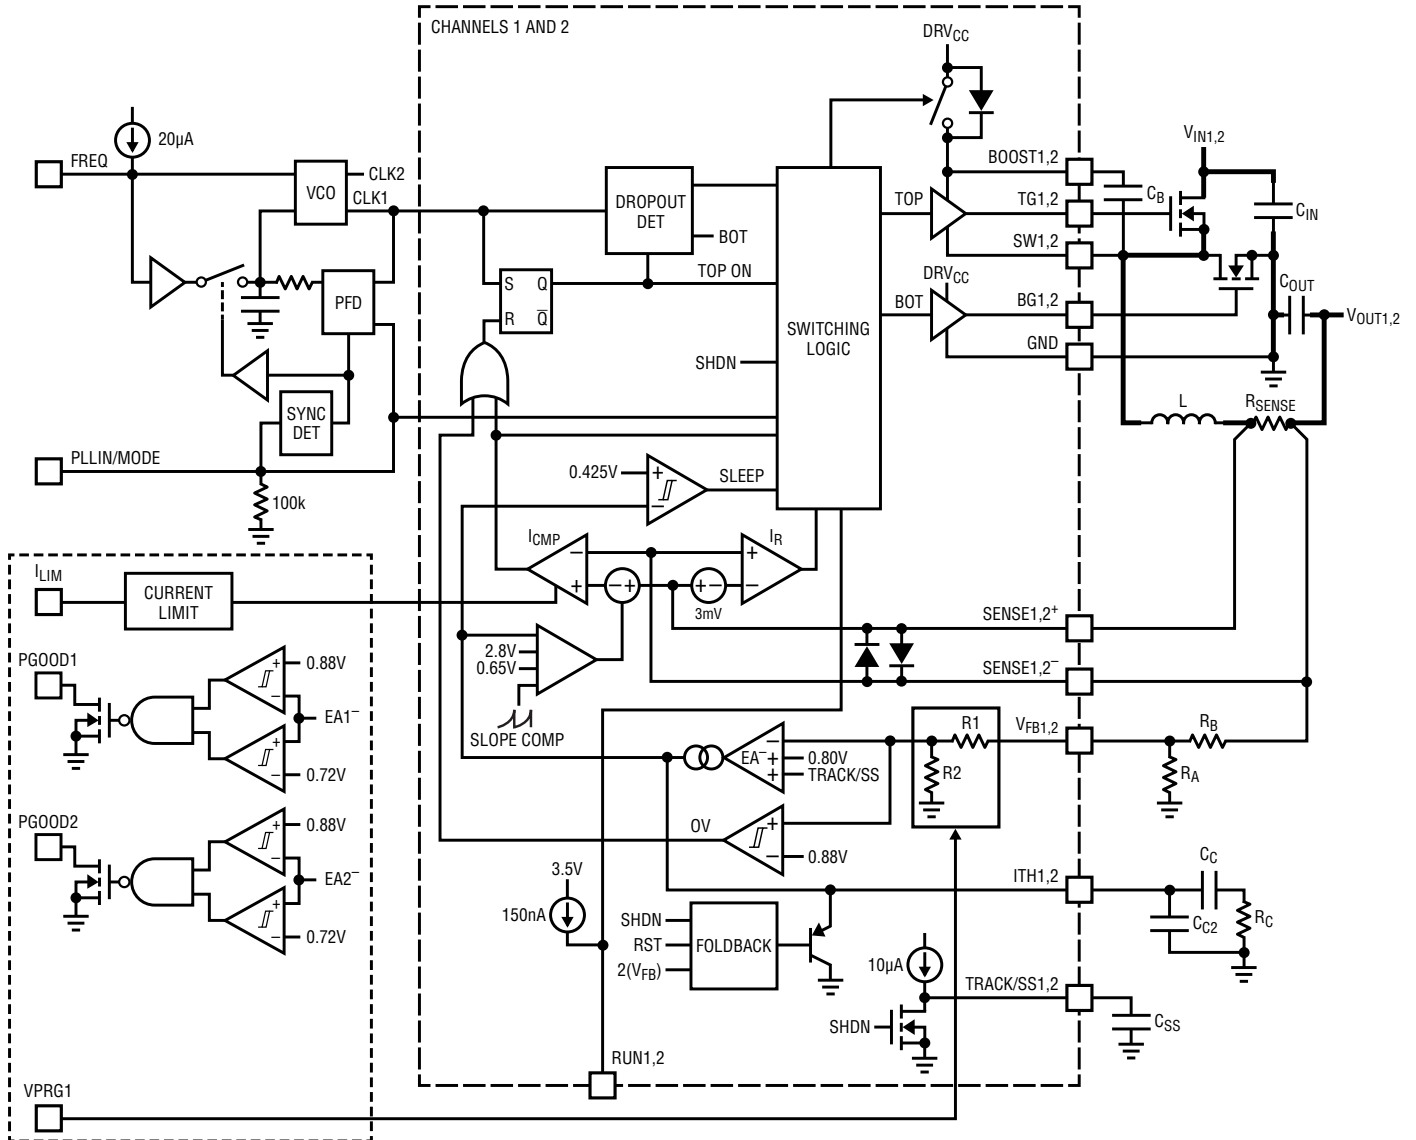 CHANNELS 1 AND 2
DRVCC
20µA
FREQ
VCO
CLK2
CLK1
DROPOUT
DET
BOT
TOP ON
PFD
SYNC
DET
PLLIN/MODE
100k
S
Q
R
Q̅
SHDN
SWITCHING
LOGIC
TOP
BOT
DRVCC
BOOST1,2
TG1,2
SW1,2
BG1,2
GND
VIN1,2
CB
CIN
COUT
VOUT1,2
L
RSENSE
0.425V
+
−
SLEEP
ICMP
−
+
− +
+ −
3mV
IR
+
−
ILIM
CURRENT
LIMIT
2.8V
0.65V
SLOPE COMP
SENSE1,2+
SENSE1,2−
PGOOD1
+
−
0.88V
EA1−
+
−
0.72V
PGOOD2
+
−
0.88V
EA2−
+
−
0.72V
R1
R2
VFB1,2
RB
RA
EA
−
+
+
0.80V
TRACK/SS
OV
+
−
0.88V
3.5V
150nA
SHDN
RST
2(VFB)
FOLDBACK
ITH1,2
CC
CC2
RC
10µA
SHDN
TRACK/SS1,2
CSS
RUN1,2
VPRG1